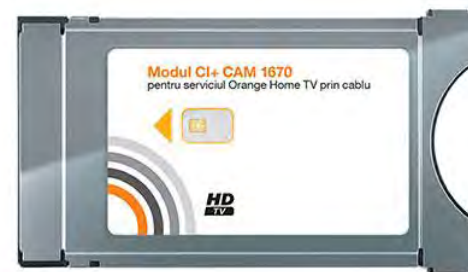 Modul CI+ CAM 1670
pentru serviciul Orange Home TV prin cablu
HD
TV